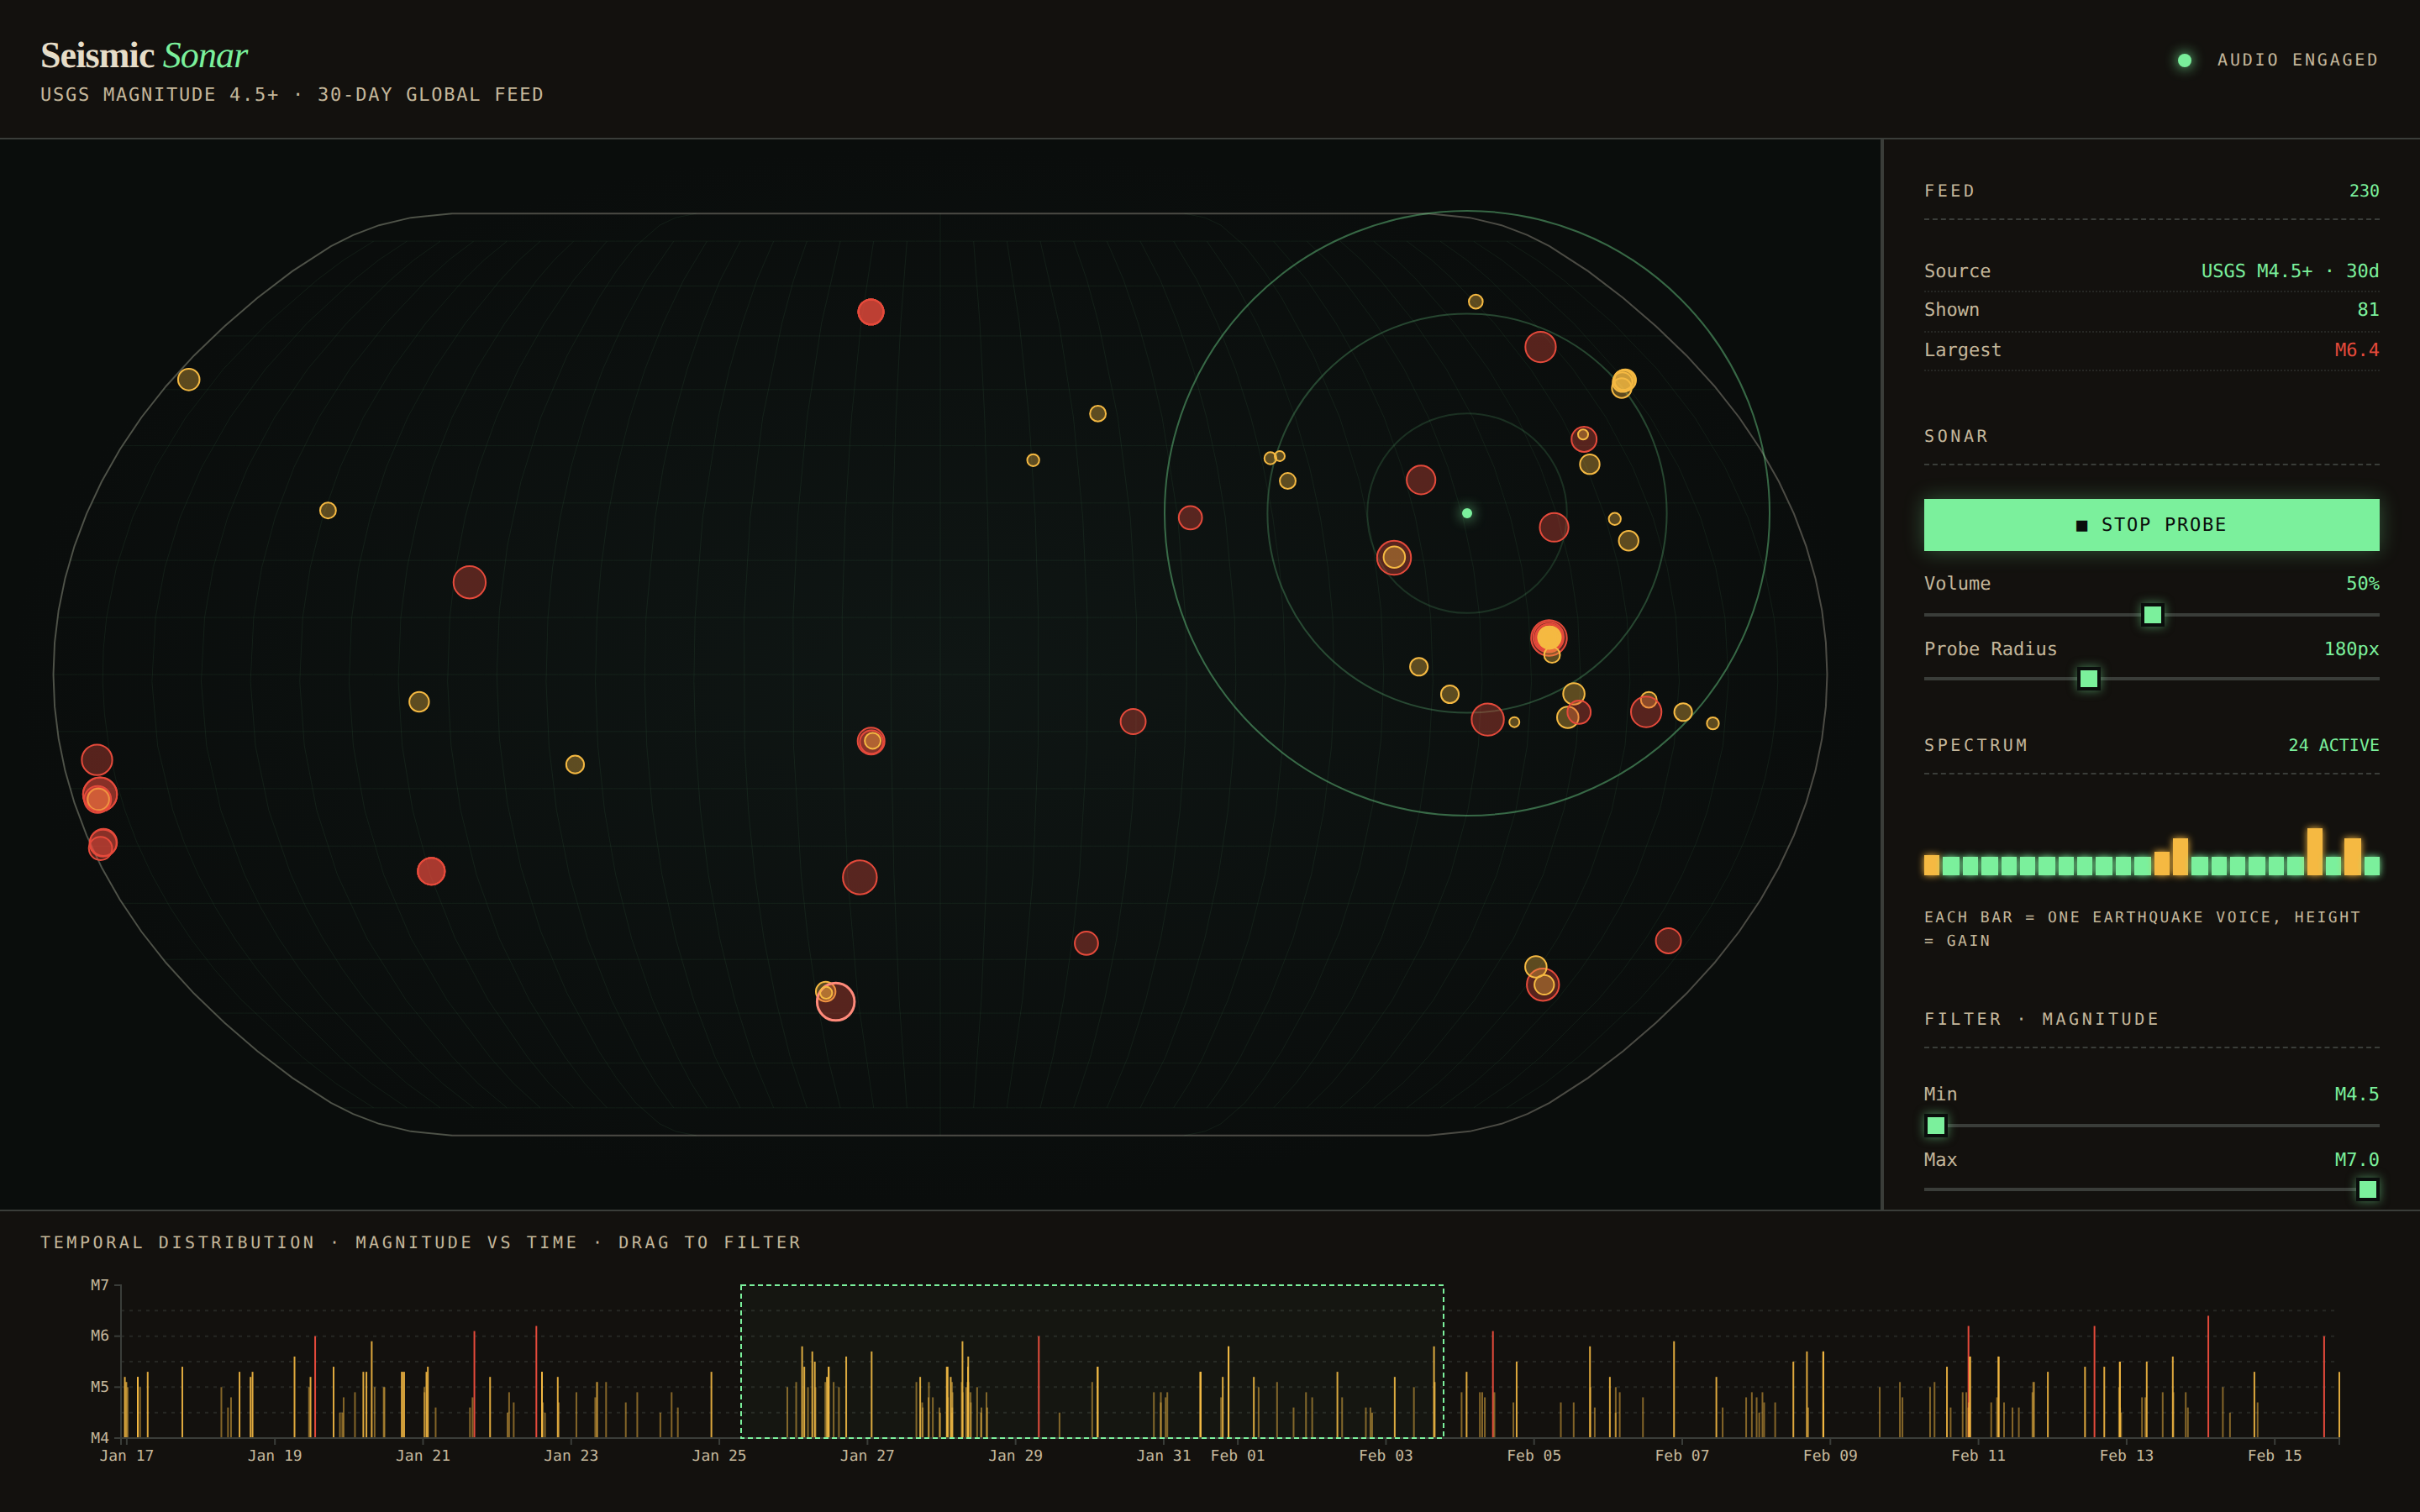 Seismic Sonar
USGS MAGNITUDE 4.5+ · 30-DAY GLOBAL FEED
AUDIO ENGAGED
FEED 230
Source USGS M4.5+ · 30d
Shown 81
Largest M6.4
SONAR
■ STOP PROBE
Volume 50%
Probe Radius 180px
SPECTRUM 24 ACTIVE
EACH BAR = ONE EARTHQUAKE VOICE, HEIGHT
= GAIN
FILTER · MAGNITUDE
Min M4.5
Max M7.0
TEMPORAL DISTRIBUTION · MAGNITUDE VS TIME · DRAG TO FILTER
M7
M6
M5
M4
Jan 17 Jan 19 Jan 21 Jan 23 Jan 25 Jan 27 Jan 29 Jan 31 Feb 01 Feb 03 Feb 05 Feb 07 Feb 09 Feb 11 Feb 13 Feb 15